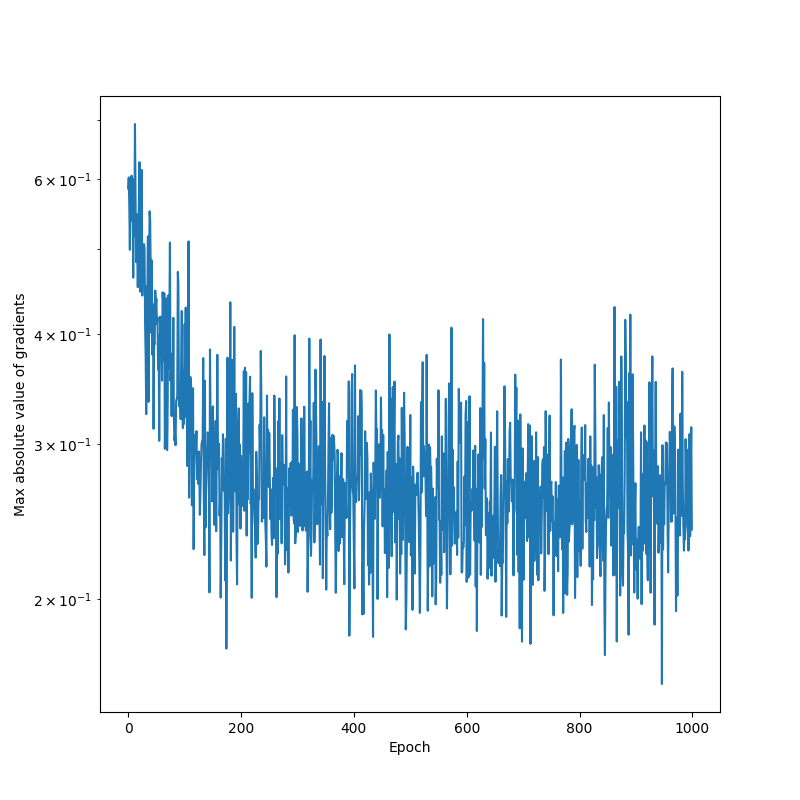 Max absolute value of gradients
6 × 10⁻¹
4 × 10⁻¹
3 × 10⁻¹
2 × 10⁻¹
0 200 400 600 800 1000
Epoch